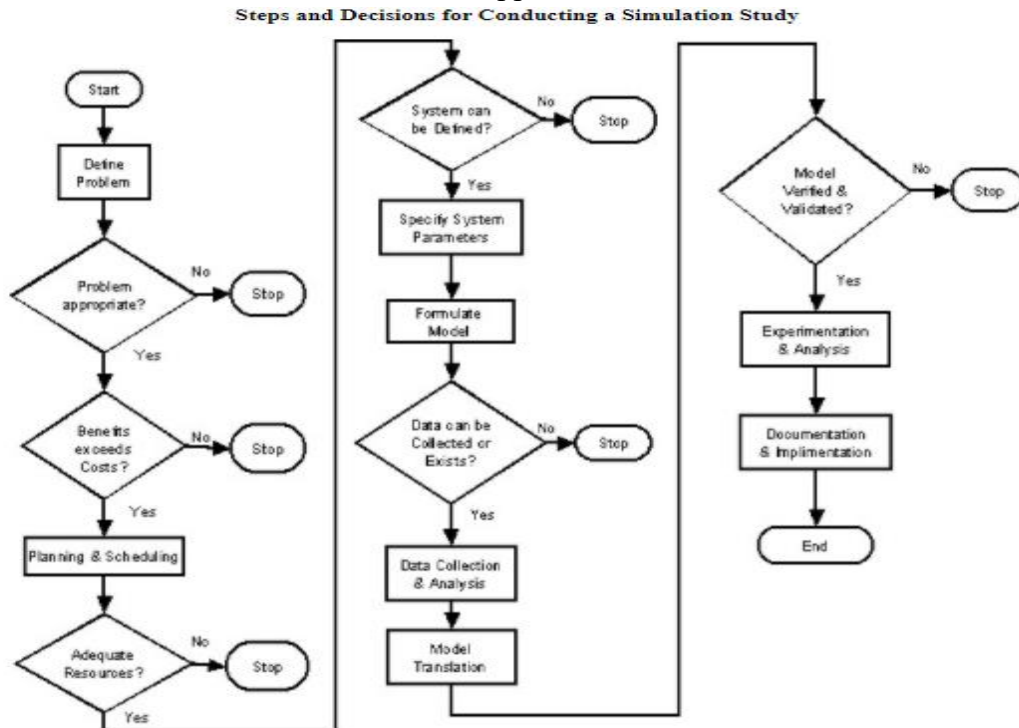 Steps and Decisions for Conducting a Simulation Study
Start
Define
Problem
Problem
appropriate?
No
Stop
Yes
Benefits
exceeds
Costs?
No
Stop
Yes
Planning & Scheduling
Adequate
Resources?
No
Stop
Yes
System can
be Defined?
No
Stop
Yes
Specify System
Parameters
Formulate
Model
Data can be
Collected or
Exists?
No
Stop
Yes
Data Collection
& Analysis
Model
Translation
Model
Verified &
Validated?
No
Stop
Yes
Experimentation
& Analysis
Documentation
& Implimentation
End